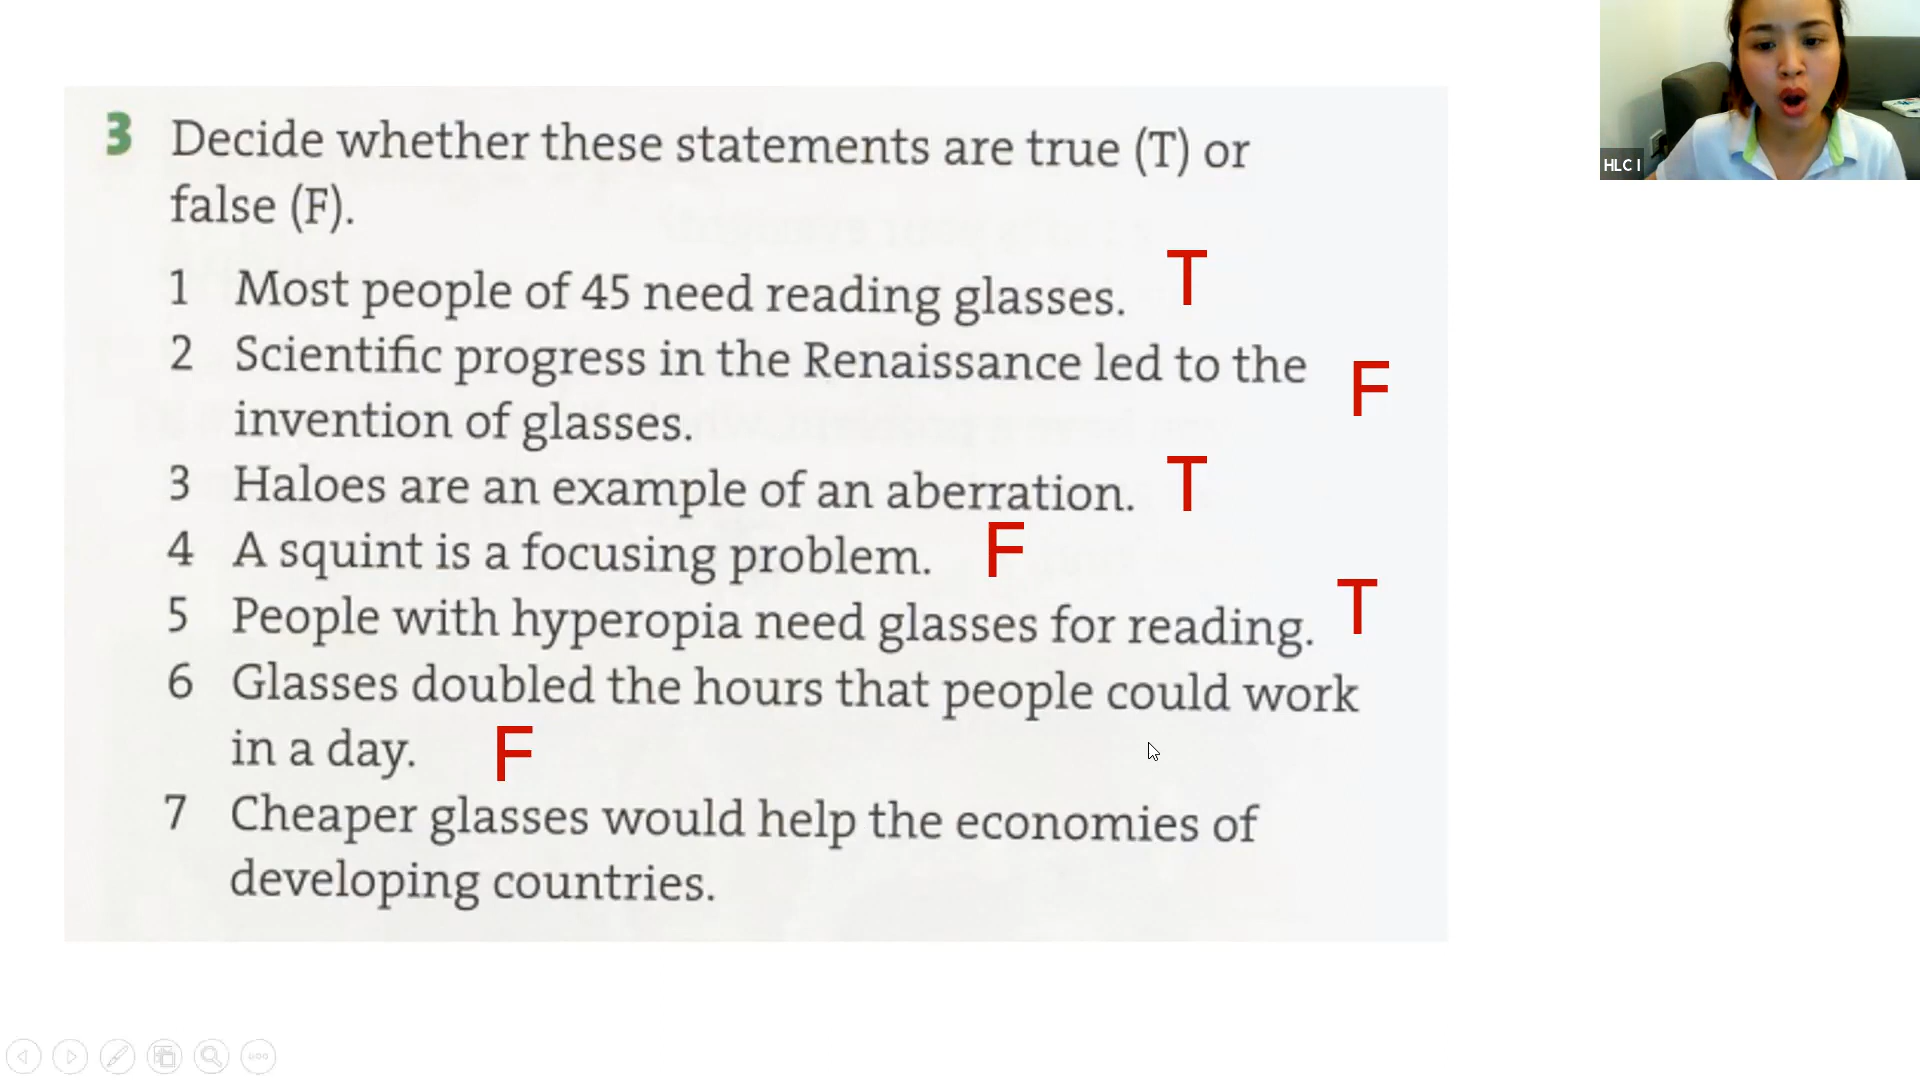 3 Decide whether these statements are true (T) or
false (F).
1 Most people of 45 need reading glasses. T
2 Scientific progress in the Renaissance led to the F
invention of glasses.
3 Haloes are an example of an aberration. T
4 A squint is a focusing problem. F
5 People with hyperopia need glasses for reading. T
6 Glasses doubled the hours that people could work
in a day. F
7 Cheaper glasses would help the economies of
developing countries.
HLC I